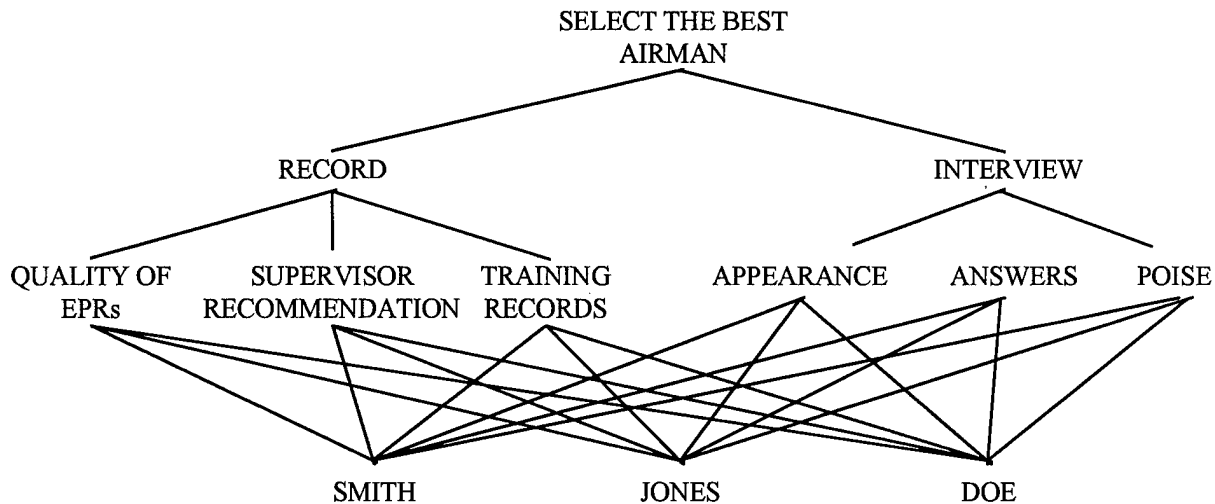 SELECT THE BEST
AIRMAN
RECORD
INTERVIEW
QUALITY OF
EPRs
SUPERVISOR
RECOMMENDATION
TRAINING
RECORDS
APPEARANCE
ANSWERS
POISE
SMITH
JONES
DOE